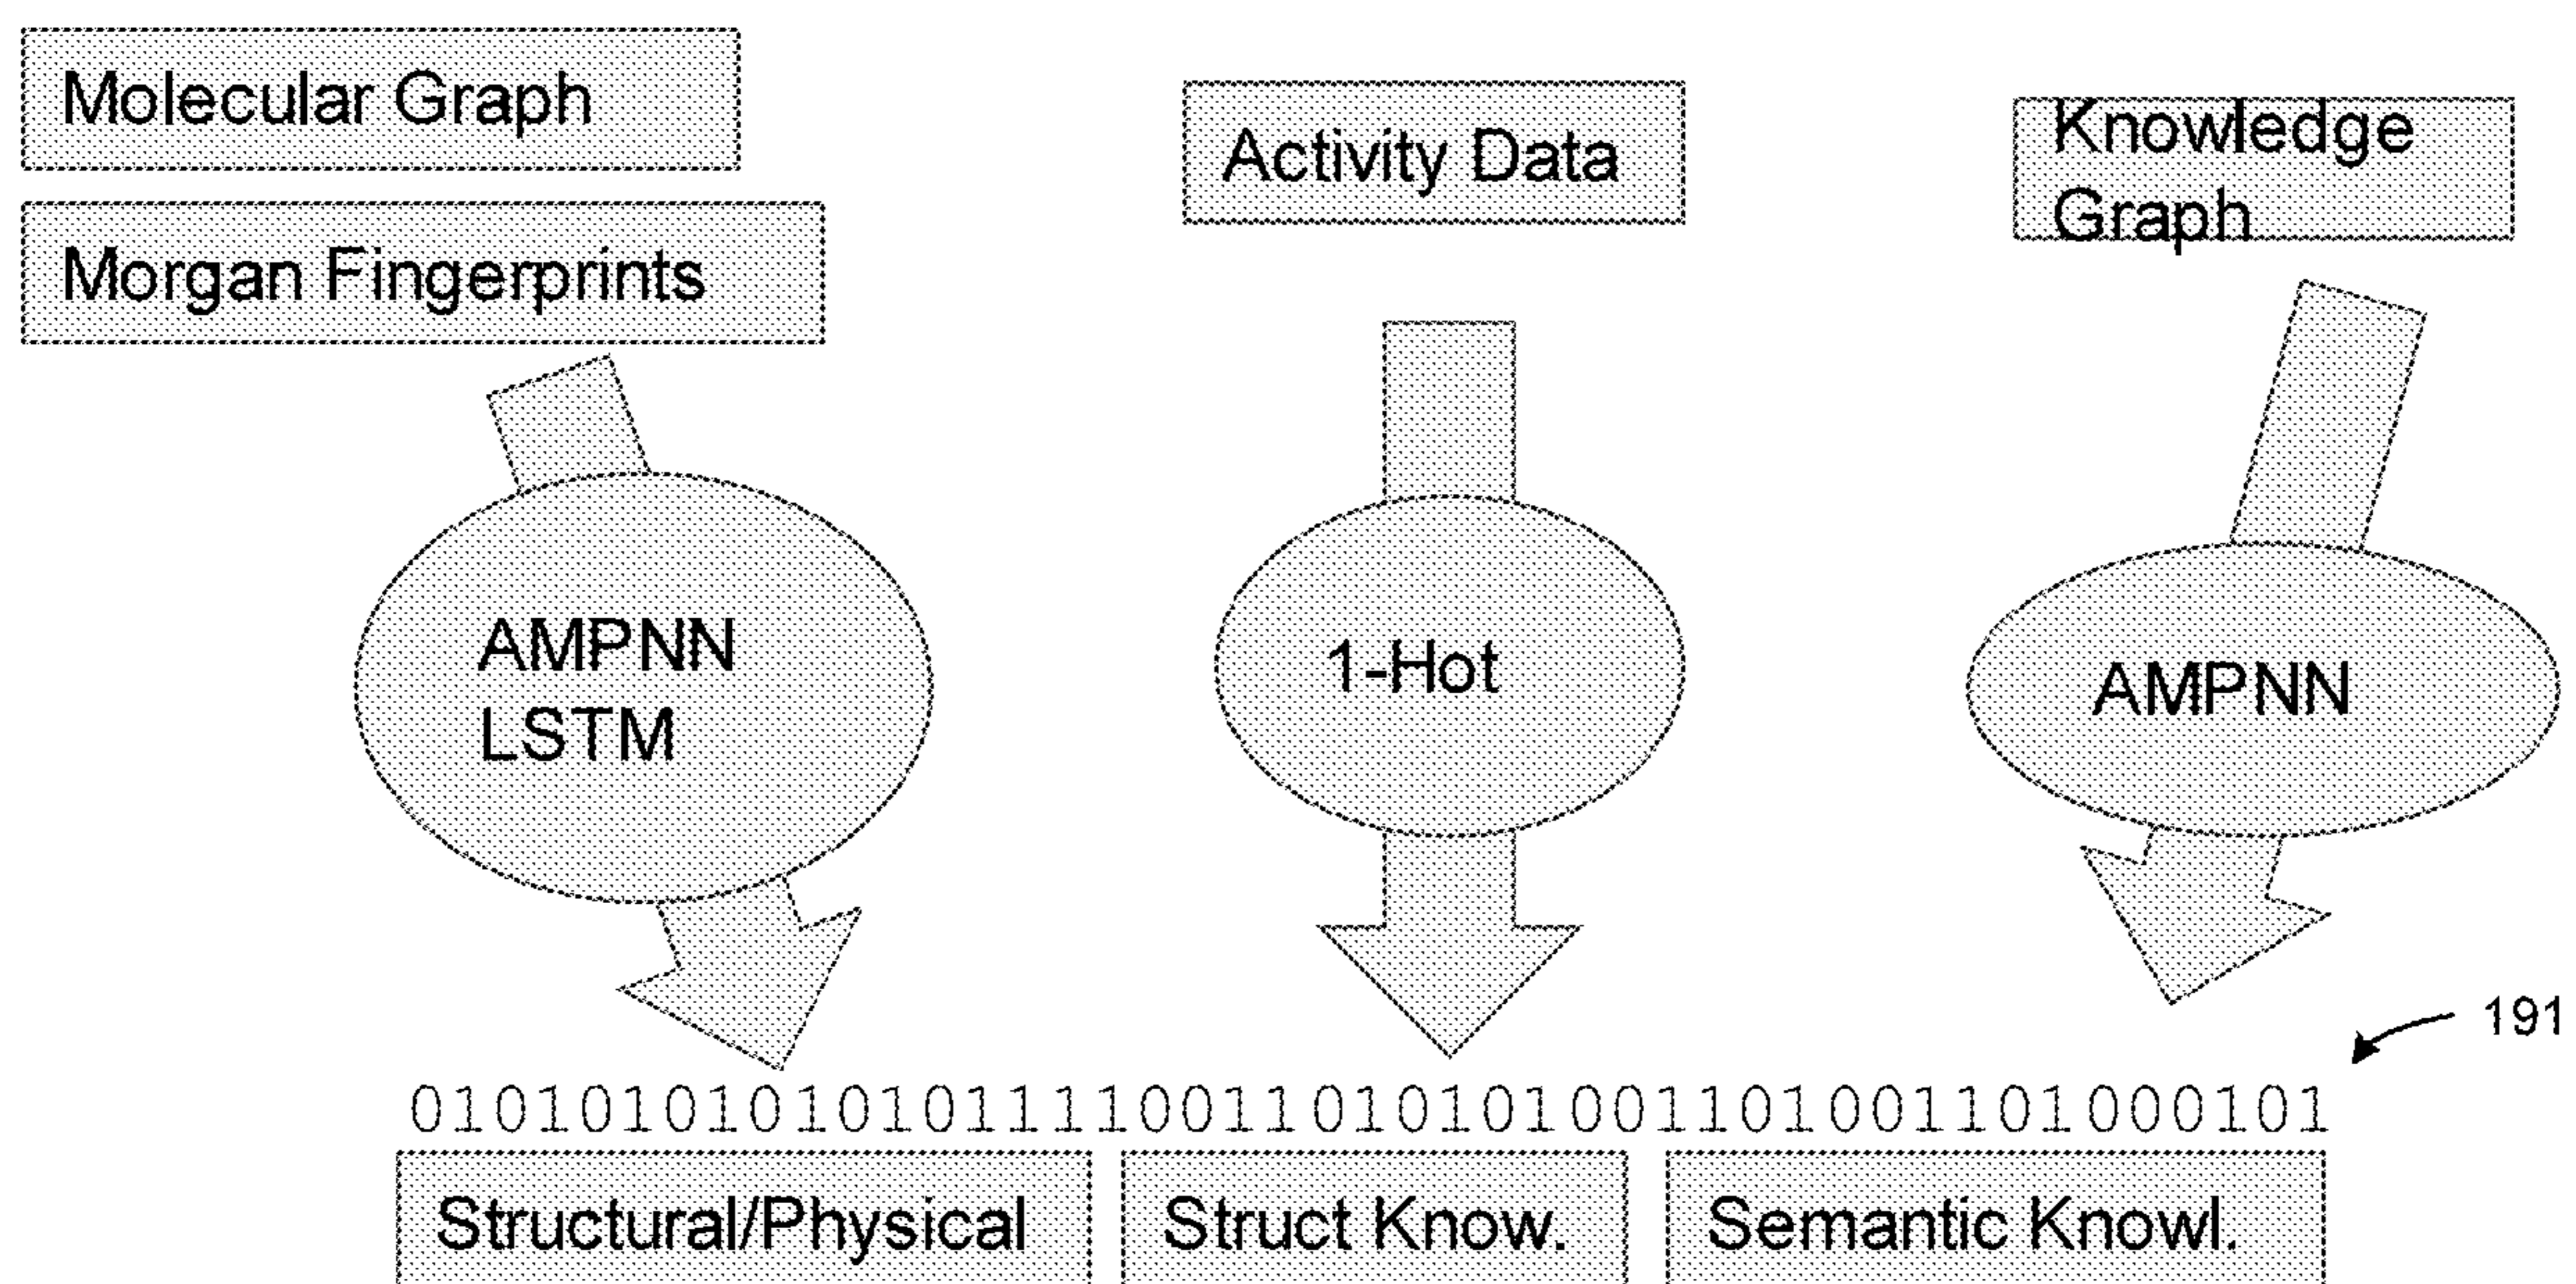 Molecular Graph
Morgan Fingerprints
Activity Data
Knowledge
Graph
AMPNN
LSTM
1-Hot
AMPNN
191
010101010101011110011010101001101001101000101
Structural/Physical
Struct Know.
Semantic Knowl.